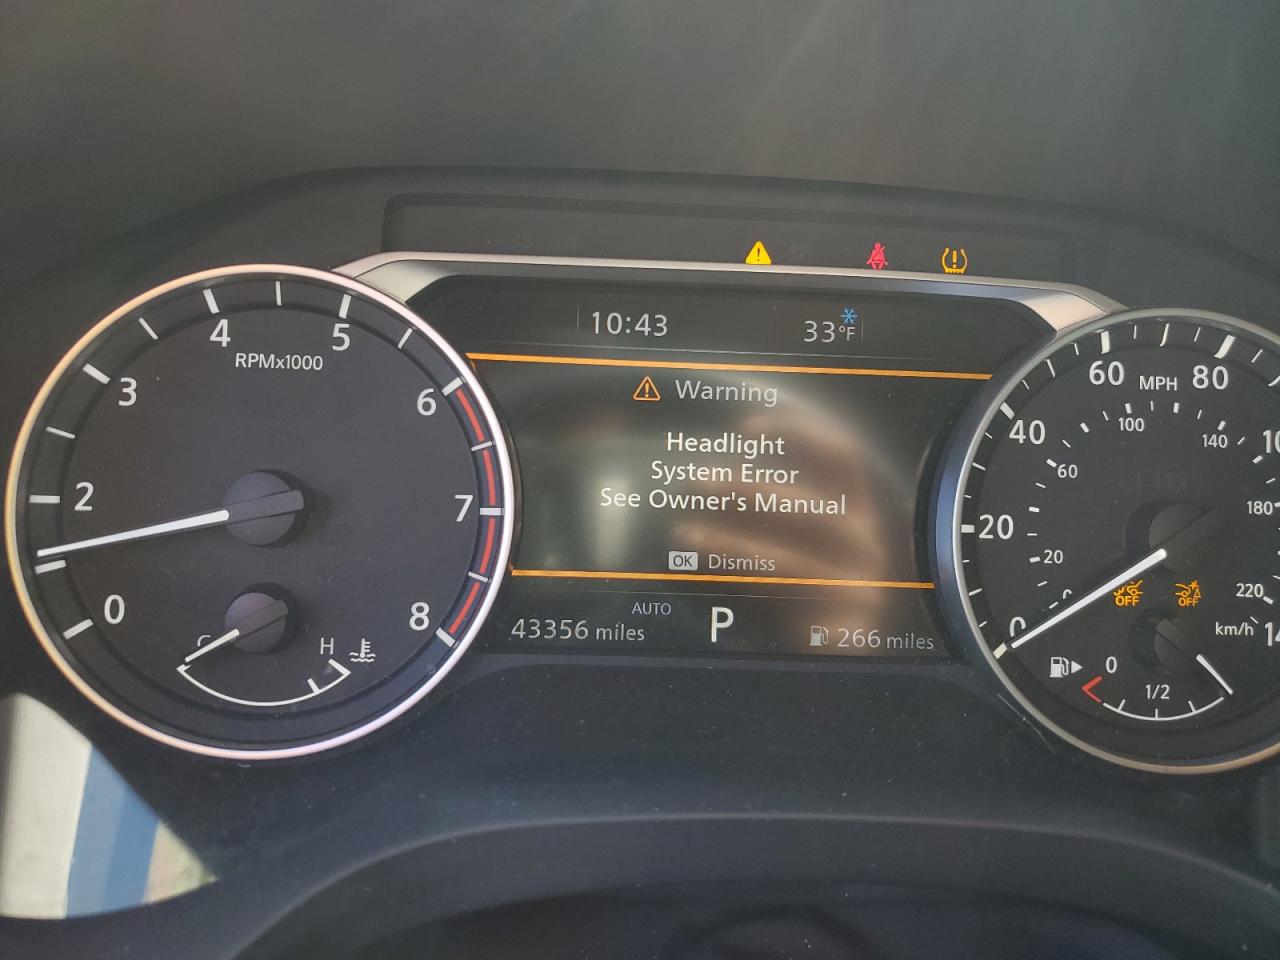 10:43
33°F
Warning
Headlight
System Error
See Owner's Manual
OK Dismiss
AUTO
43356 miles
P
266 miles
RPMx1000
0
2
3
4
5
6
7
8
C
H
MPH
0
20
40
60
80
20
60
100
140
180
220
km/h
OFF
OFF
0
1/2